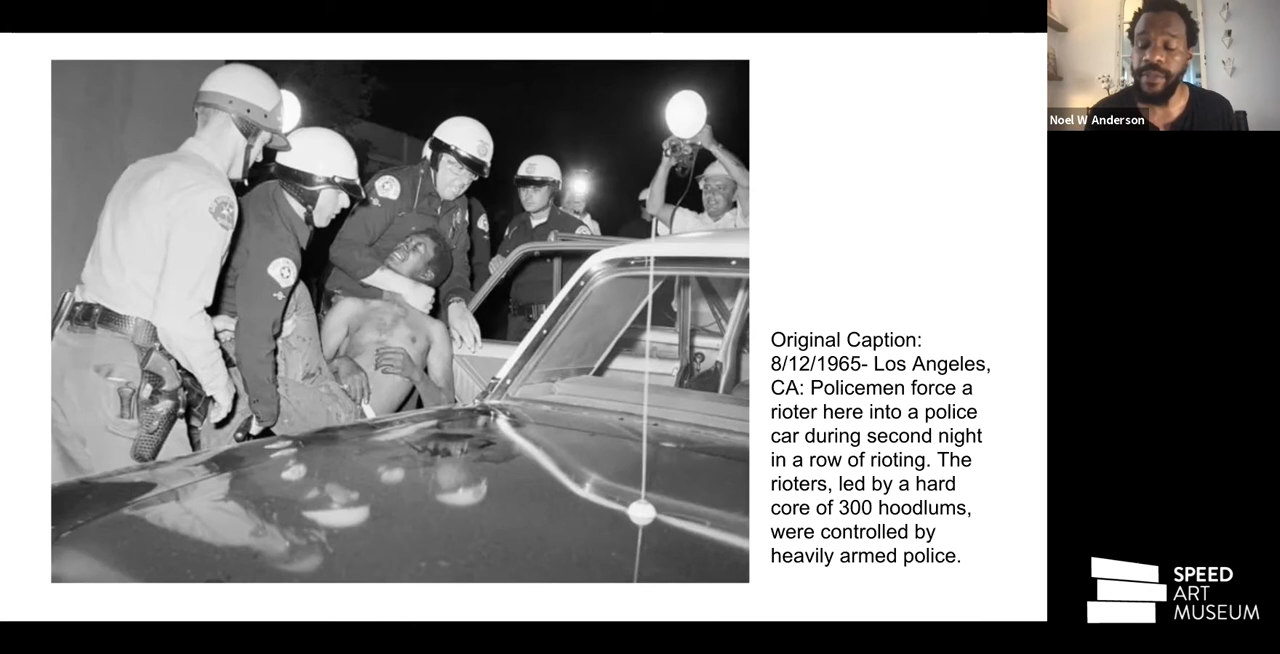 Noel W Anderson
Original Caption:
8/12/1965- Los Angeles,
CA: Policemen force a
rioter here into a police
car during second night
in a row of rioting. The
rioters, led by a hard
core of 300 hoodlums,
were controlled by
heavily armed police.
SPEED
ART
MUSEUM